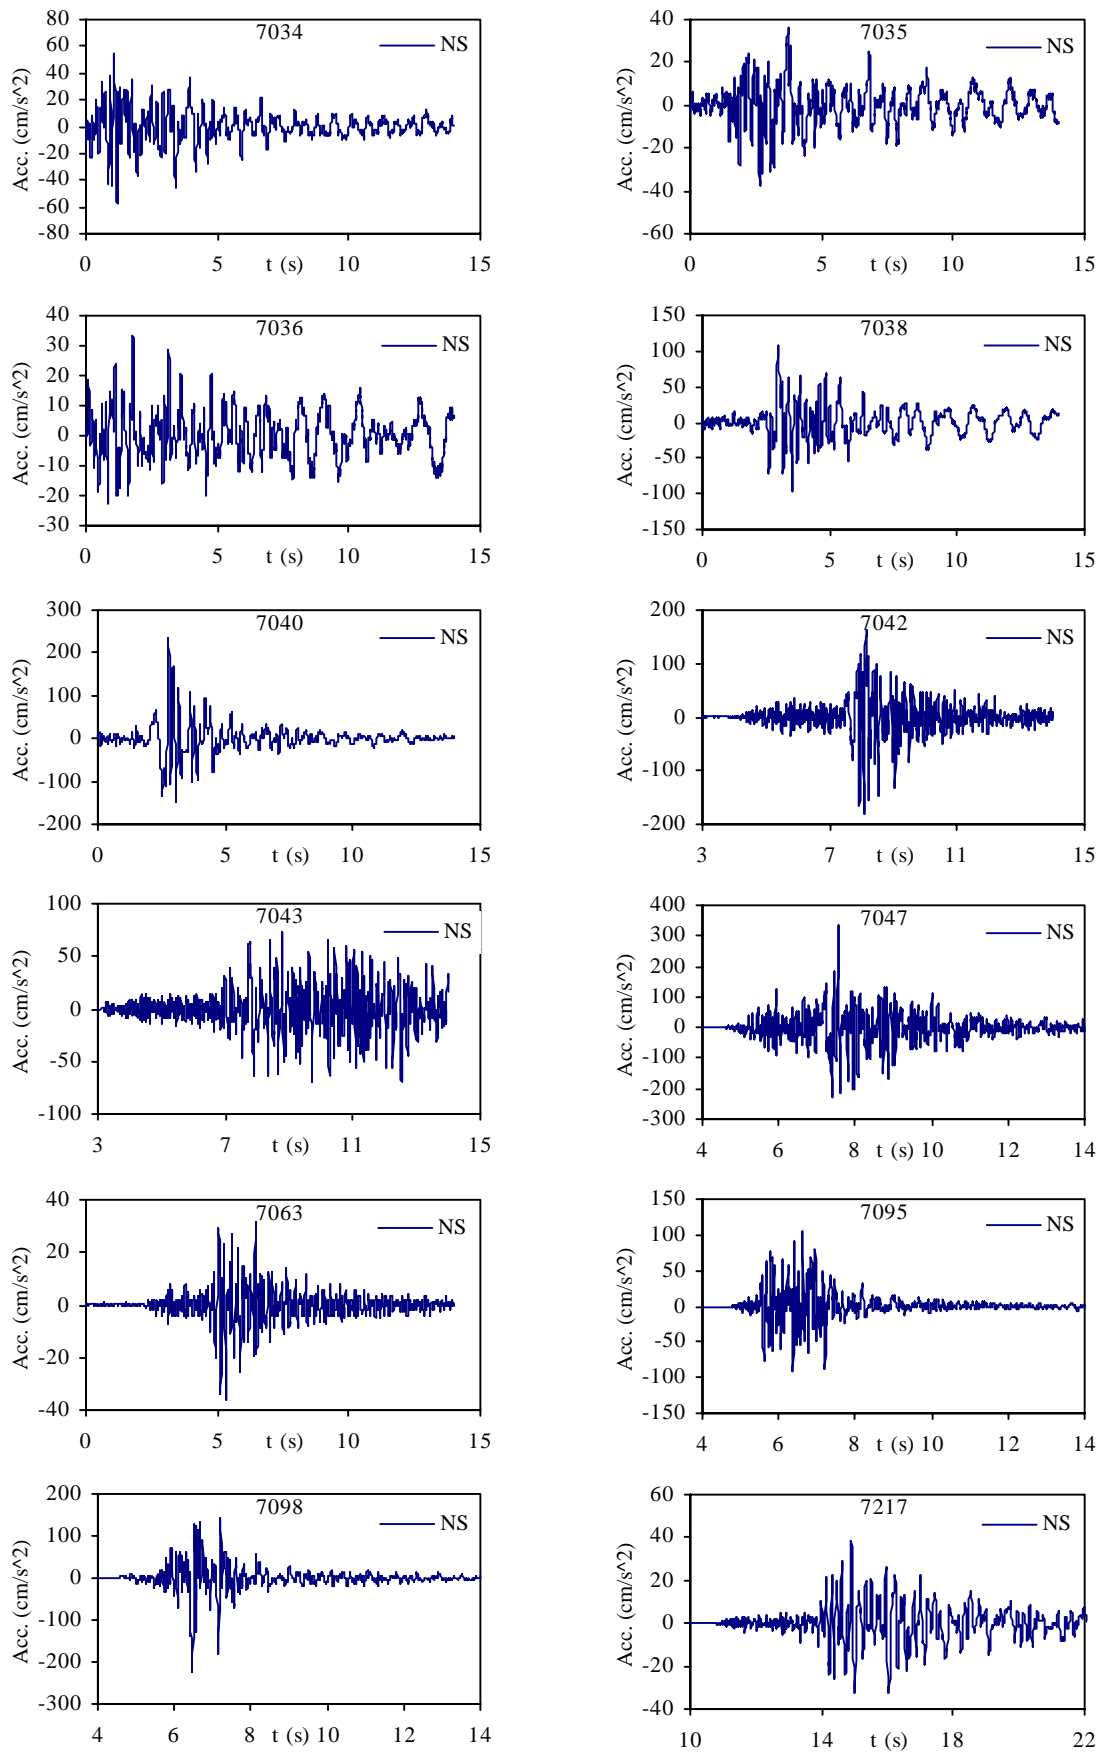 7034
NS
Acc. (cm/s^2)
80
60
40
20
0
-20
-40
-60
-80
0 5 t (s) 10 15
7035
NS
Acc. (cm/s^2)
40
20
0
-20
-40
-60
0 5 t (s) 10 15
7036
NS
Acc. (cm/s^2)
40
30
20
10
0
-10
-20
-30
0 5 t (s) 10 15
7038
NS
Acc. (cm/s^2)
150
100
50
0
-50
-100
-150
0 5 t (s) 10 15
7040
NS
Acc. (cm/s^2)
300
200
100
0
-100
-200
0 5 t (s) 10 15
7042
NS
Acc. (cm/s^2)
200
100
0
-100
-200
3 7 t (s) 11 15
7043
NS
Acc. (cm/s^2)
100
50
0
-50
-100
3 7 t (s) 11 15
7047
NS
Acc. (cm/s^2)
400
300
200
100
0
-100
-200
-300
4 6 8 t (s) 10 12 14
7063
NS
Acc. (cm/s^2)
40
20
0
-20
-40
0 5 t (s) 10 15
7095
NS
Acc. (cm/s^2)
150
100
50
0
-50
-100
-150
4 6 8 t (s) 10 12 14
7098
NS
Acc. (cm/s^2)
200
100
0
-100
-200
-300
4 6 8 t (s) 10 12 14
7217
NS
Acc. (cm/s^2)
60
40
20
0
-20
-40
10 14 t (s) 18 22